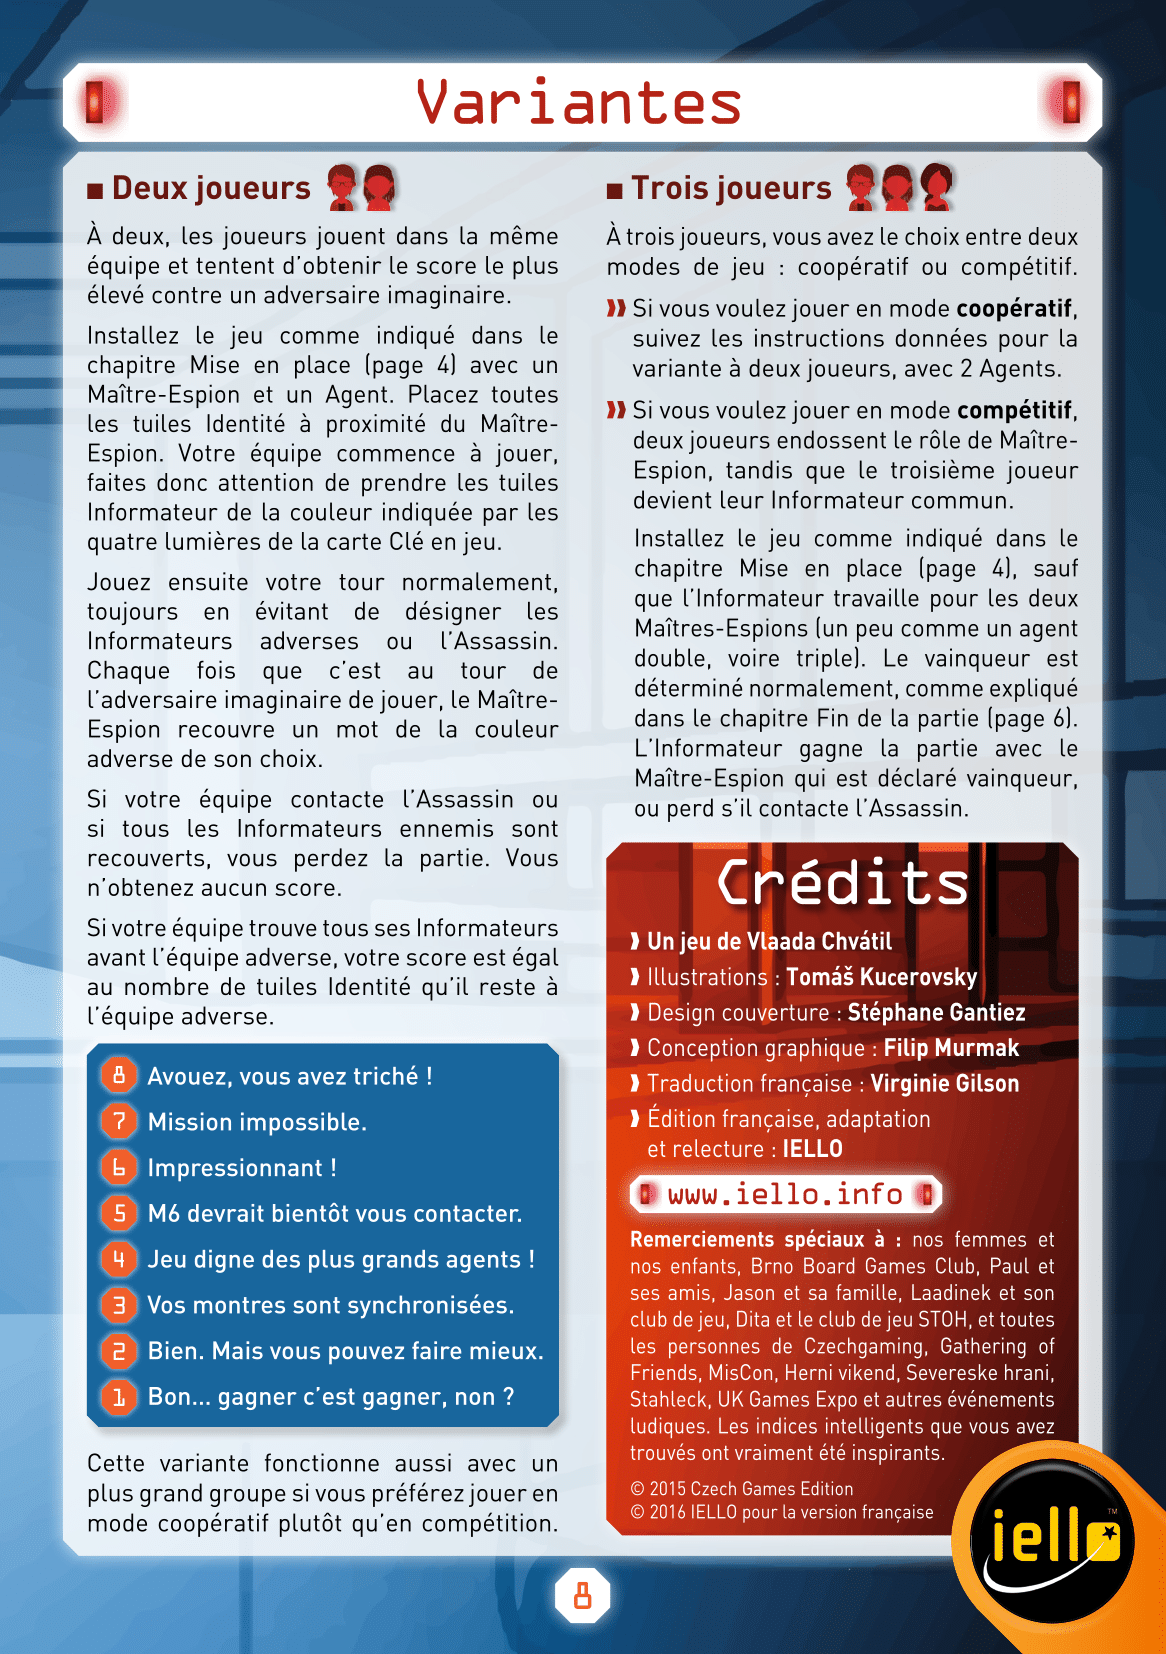 Variantes
Deux joueurs
À deux, les joueurs jouent dans la même
équipe et tentent d'obtenir le score le plus
élevé contre un adversaire imaginaire.
Installez le jeu comme indiqué dans le
chapitre Mise en place (page 4) avec un
Maître-Espion et un Agent. Placez toutes
les tuiles Identité à proximité du Maître-
Espion. Votre équipe commence à jouer,
faites donc attention de prendre les tuiles
Informateur de la couleur indiquée par les
quatre lumières de la carte Clé en jeu.
Jouez ensuite votre tour normalement,
toujours en évitant de désigner les
Informateurs adverses ou l'Assassin.
Chaque fois que c'est au tour de
l'adversaire imaginaire de jouer, le Maître-
Espion recouvre un mot de la couleur
adverse de son choix.
Si votre équipe contacte l'Assassin ou
si tous les Informateurs ennemis sont
recouverts, vous perdez la partie. Vous
n'obtenez aucun score.
Si votre équipe trouve tous ses Informateurs
avant l'équipe adverse, votre score est égal
au nombre de tuiles Identité qu'il reste à
l'équipe adverse.
8 Avouez, vous avez triché !
7 Mission impossible.
6 Impressionnant !
5 M6 devrait bientôt vous contacter.
4 Jeu digne des plus grands agents !
3 Vos montres sont synchronisées.
2 Bien. Mais vous pouvez faire mieux.
1 Bon... gagner c'est gagner, non ?
Cette variante fonctionne aussi avec un
plus grand groupe si vous préférez jouer en
mode coopératif plutôt qu'en compétition.
Trois joueurs
À trois joueurs, vous avez le choix entre deux
modes de jeu : coopératif ou compétitif.
Si vous voulez jouer en mode coopératif,
suivez les instructions données pour la
variante à deux joueurs, avec 2 Agents.
Si vous voulez jouer en mode compétitif,
deux joueurs endossent le rôle de Maître-
Espion, tandis que le troisième joueur
devient leur Informateur commun.
Installez le jeu comme indiqué dans le
chapitre Mise en place (page 4), sauf
que l'Informateur travaille pour les deux
Maîtres-Espions (un peu comme un agent
double, voire triple). Le vainqueur est
déterminé normalement, comme expliqué
dans le chapitre Fin de la partie (page 6).
L'Informateur gagne la partie avec le
Maître-Espion qui est déclaré vainqueur,
ou perd s'il contacte l'Assassin.
Crédits
Un jeu de Vlaada Chvátil
Illustrations : Tomáš Kucerovsky
Design couverture : Stéphane Gantiez
Conception graphique : Filip Murmak
Traduction française : Virginie Gilson
Édition française, adaptation
et relecture : IELLO
www.iello.info
Remerciements spéciaux à : nos femmes et
nos enfants, Brno Board Games Club, Paul et
ses amis, Jason et sa famille, Laadinek et son
club de jeu, Dita et le club de jeu STOH, et toutes
les personnes de Czechgaming, Gathering of
Friends, MisCon, Herni vikend, Severeske hrani,
Stahleck, UK Games Expo et autres événements
ludiques. Les indices intelligents que vous avez
trouvés ont vraiment été inspirants.
© 2015 Czech Games Edition
© 2016 IELLO pour la version française
iello™
8